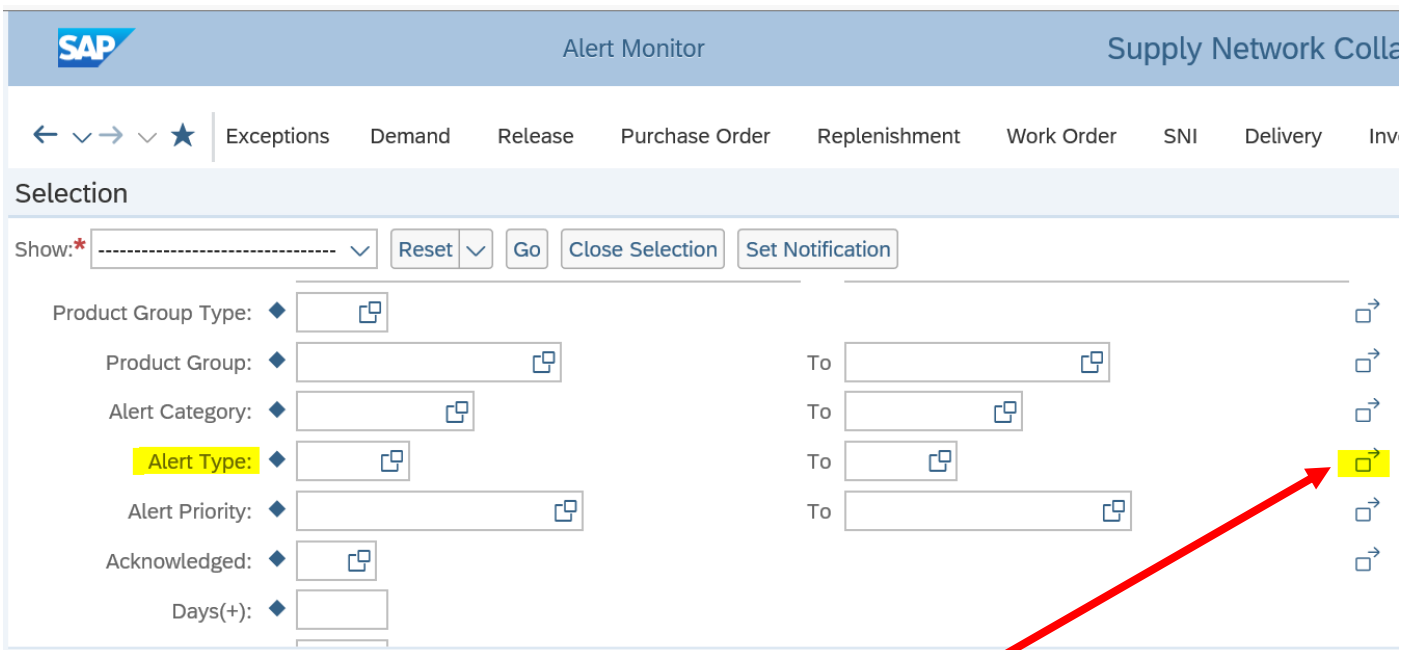 SAP Alert Monitor Supply Network Colla
Exceptions Demand Release Purchase Order Replenishment Work Order SNI Delivery Inv
Selection
Show:* ---------------------------------- Reset Go Close Selection Set Notification
Product Group Type:
Product Group: To
Alert Category: To
Alert Type: To
Alert Priority: To
Acknowledged:
Days(+):